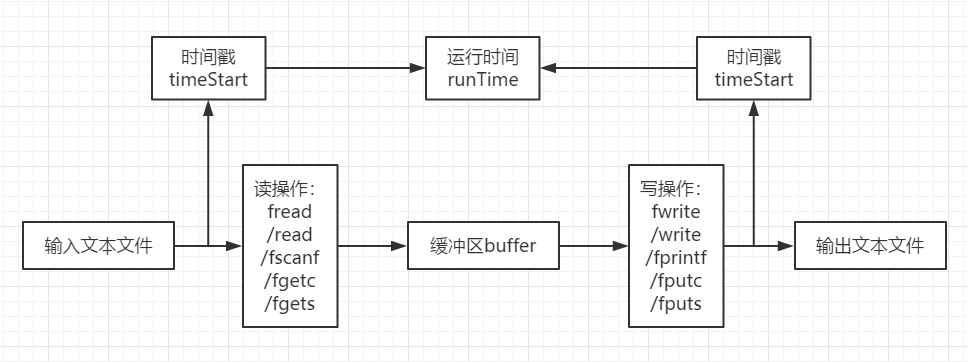 时间戳
timeStart
运行时间
runTime
时间戳
timeStart
输入文本文件
读操作：
fread
/read
/fscanf
/fgetc
/fgets
缓冲区buffer
写操作：
fwrite
/write
/fprintf
/fputc
/fputs
输出文本文件